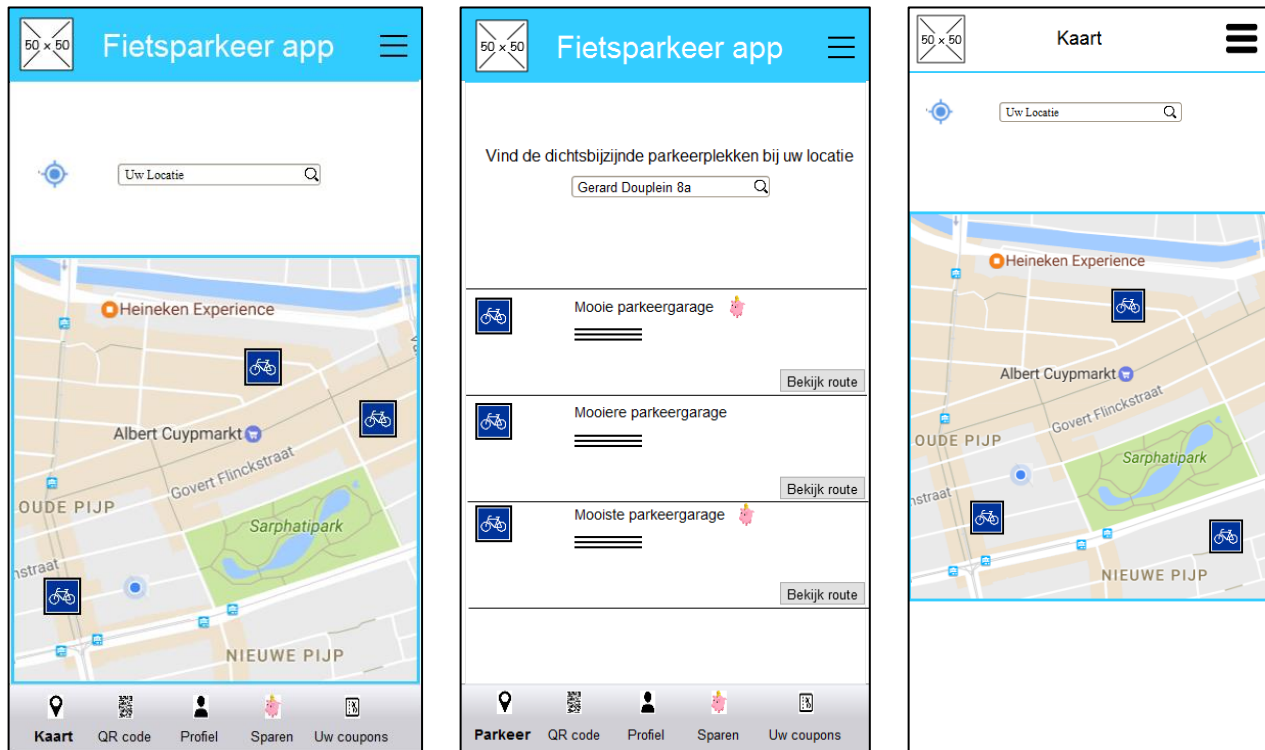 50 x 50
Fietsparkeer app
Uw Locatie
Heineken Experience
Albert Cuypmarkt
Govert Flinckstraat
OUDE PIJP
Sarphatipark
nstraat
NIEUWE PIJP
Kaart QR code Profiel Sparen Uw coupons
50 x 50
Fietsparkeer app
Vind de dichtsbijzijnde parkeerplekken bij uw locatie
Gerard Douplein 8a
Mooie parkeergarage
Bekijk route
Mooiere parkeergarage
Bekijk route
Mooiste parkeergarage
Bekijk route
Parkeer QR code Profiel Sparen Uw coupons
50 x 50
Kaart
Uw Locatie
Heineken Experience
Albert Cuypmarkt
Govert Flinckstraat
OUDE PIJP
Sarphatipark
nstraat
NIEUWE PIJP